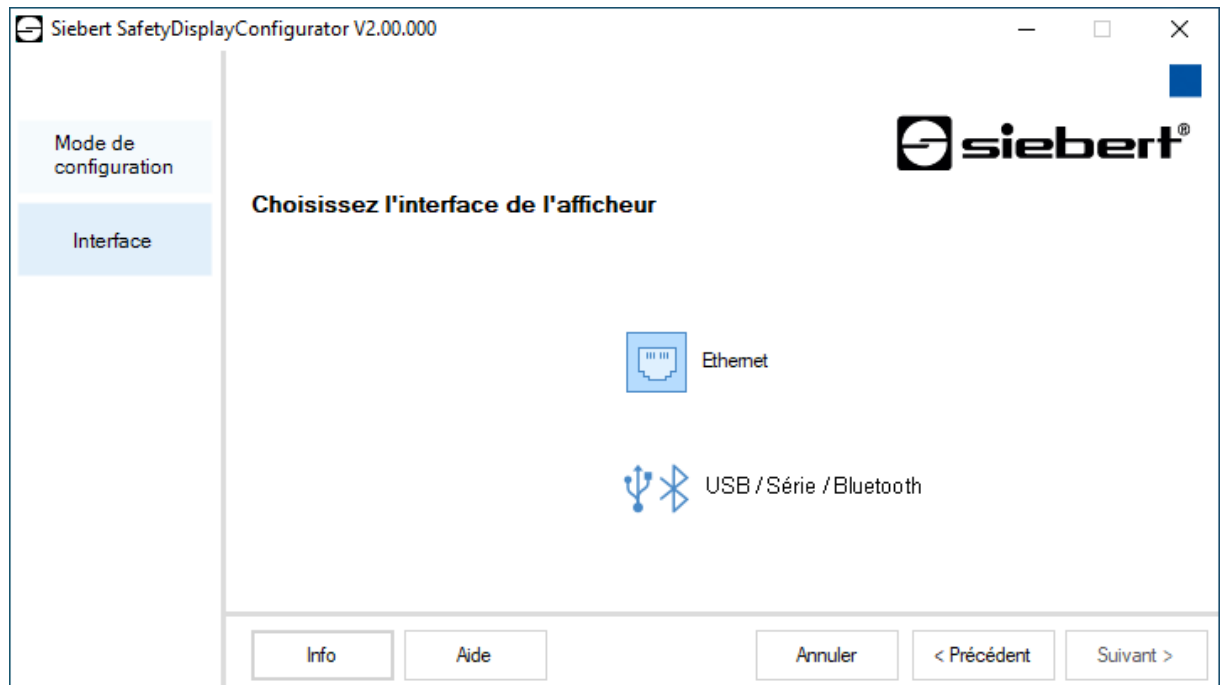 Siebert SafetyDisplayConfigurator V2.00.000
siebert®
Mode de
configuration
Interface
Choisissez l'interface de l'afficheur
Ethernet
USB / Série / Bluetooth
Info
Aide
Annuler
< Précédent
Suivant >